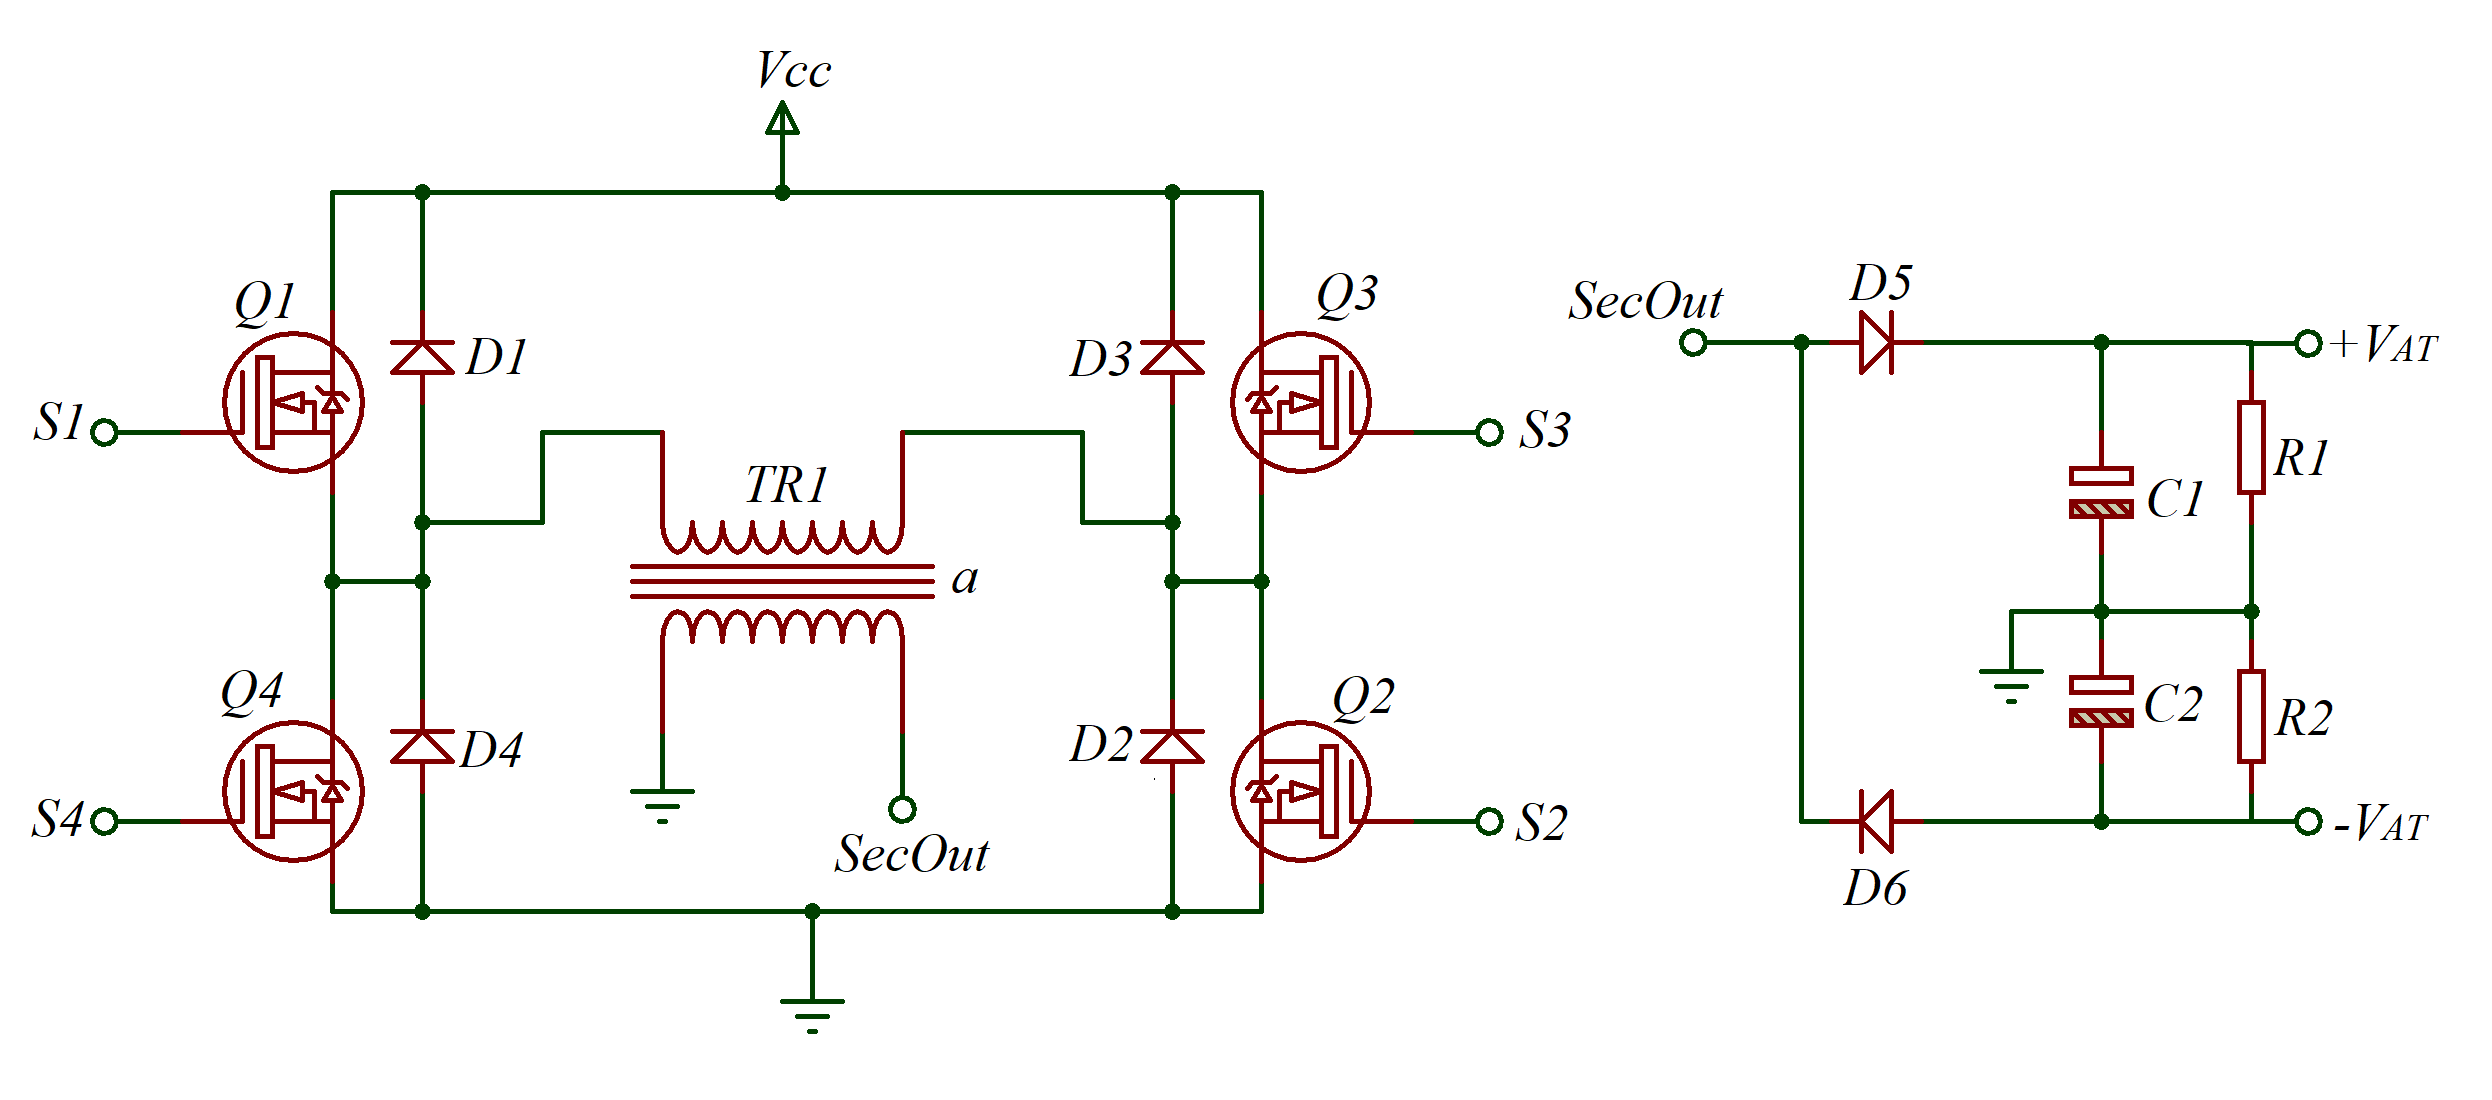 Vcc
Q1
D1
S1
TR1
a
D3
Q3
S3
Q4
D4
S4
SecOut
D2
Q2
S2
SecOut
D5
+VAT
R1
C1
C2
R2
D6
-VAT